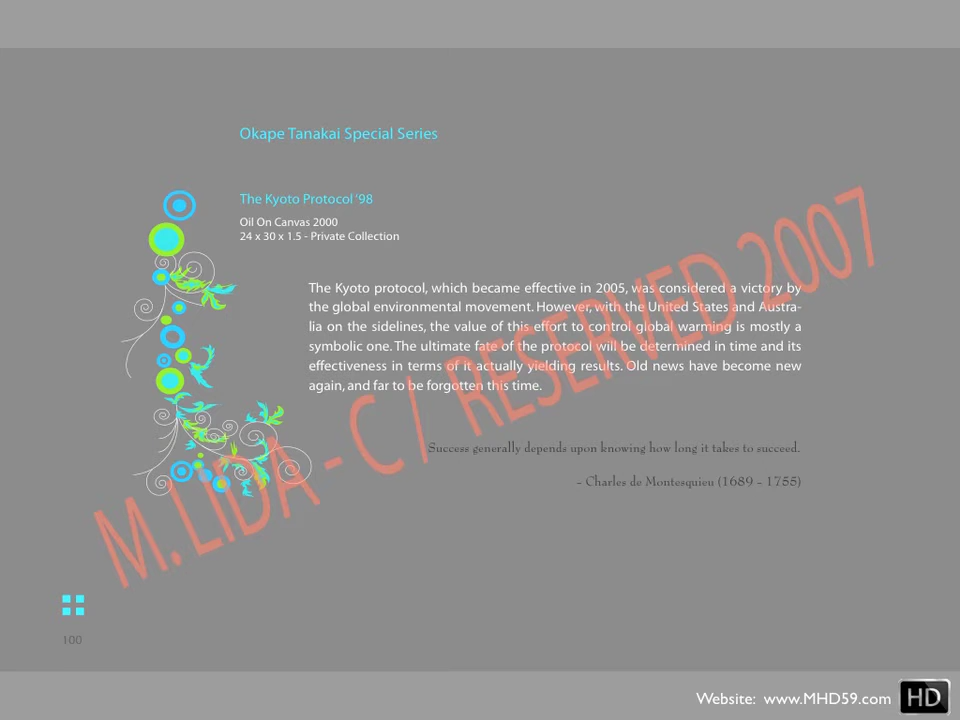 Okape Tanakai Special Series
The Kyoto Protocol '98
Oil On Canvas 2000
24 x 30 x 1.5 - Private Collection
The Kyoto protocol, which became effective in 2005, was considered a victory by
the global environmental movement. However, with the United States and Austra-
lia on the sidelines, the value of this effort to control global warming is mostly a
symbolic one. The ultimate fate of the protocol will be determined in time and its
effectiveness in terms of it actually yielding results. Old news have become new
again, and far to be forgotten this time.
Success generally depends upon knowing how long it takes to succeed.
- Charles de Montesquieu (1689 - 1755)
M. LIDA - C / RESERVED 2007
100
Website: www.MHD59.com
HD